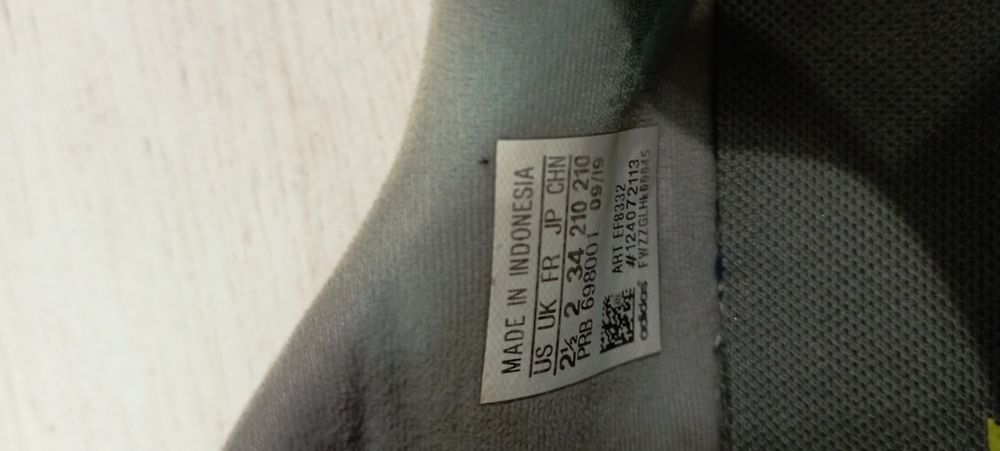 MADE IN INDONESIA
US UK FR JP CHN
2½ 2 34 210 210
PRB 698001 09/19
ART EF8332
#124072113
adidas FWZZGLHk00045